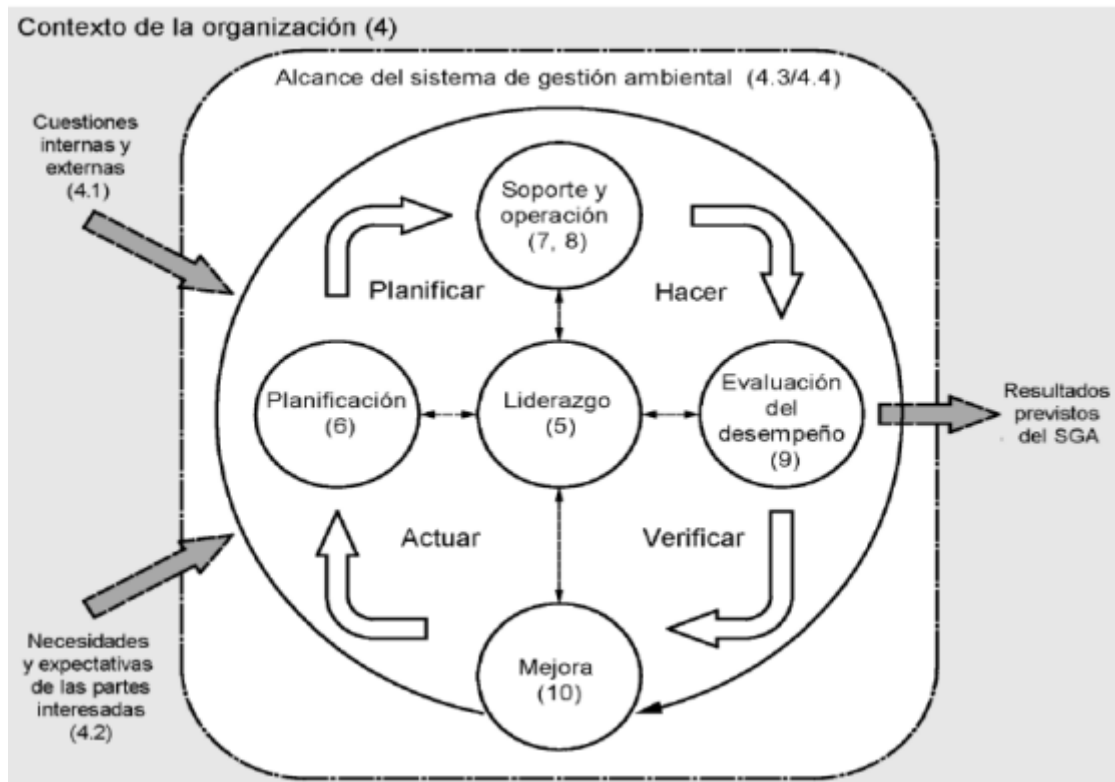 Contexto de la organización (4)
Alcance del sistema de gestión ambiental (4.3/4.4)
Cuestiones
internas y
externas
(4.1)
Soporte y
operación
(7, 8)
Planificar
Hacer
Planificación
(6)
Liderazgo
(5)
Evaluación
del
desempeño
(9)
Resultados
previstos
del SGA
Actuar
Verificar
Necesidades
y expectativas
de las partes
interesadas
(4.2)
Mejora
(10)